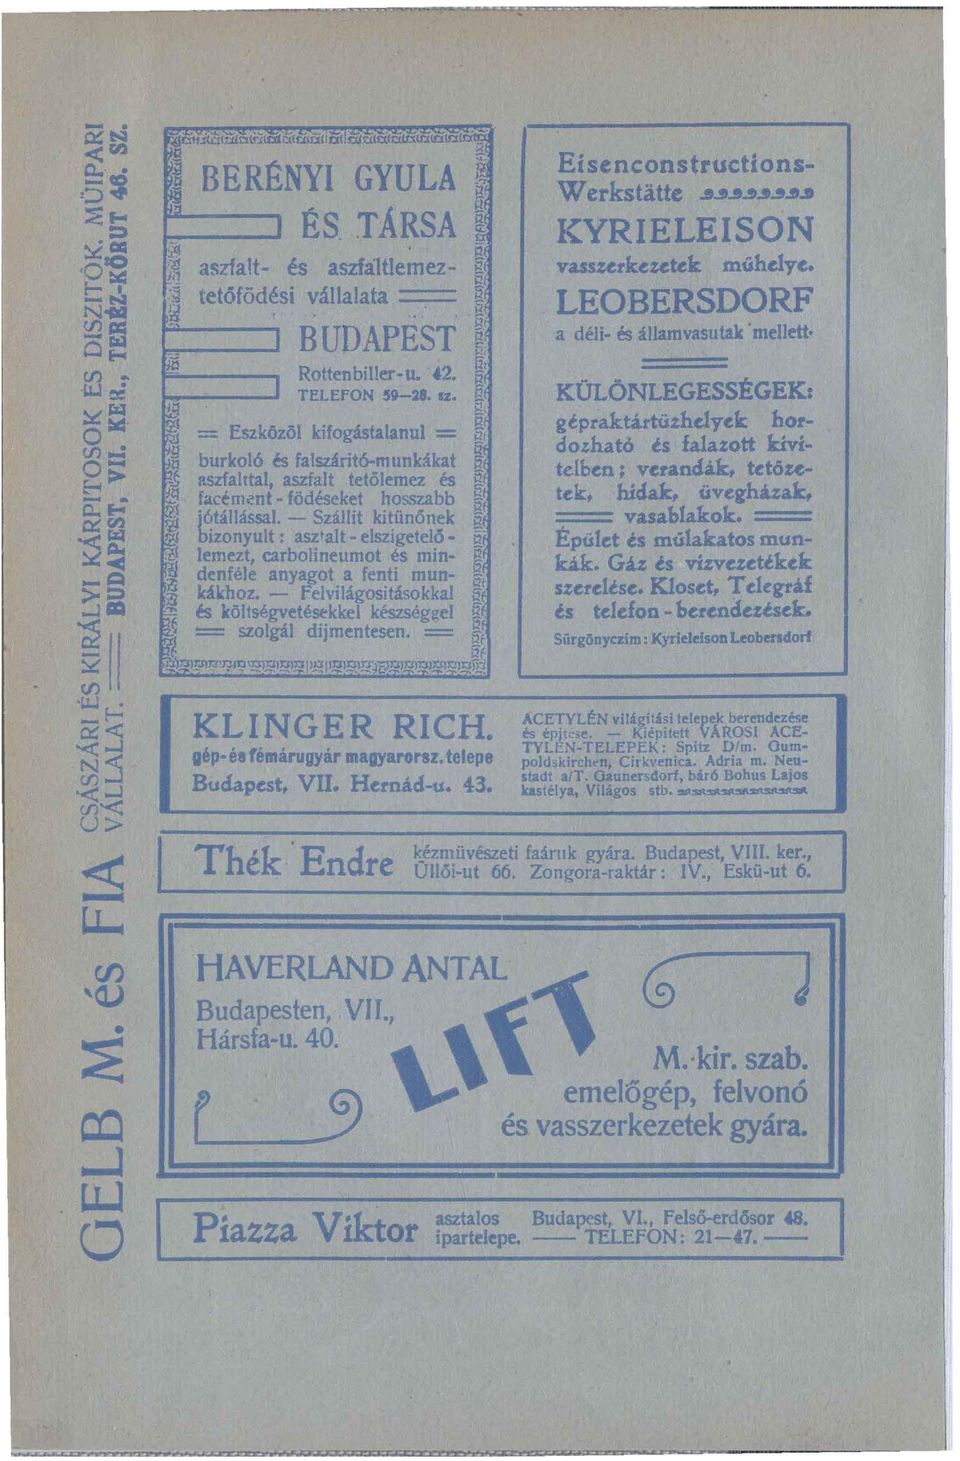 GELB M. és FIA CSÁSZÁRI ÉS KIRÁLYI KÁRPITOSOK ÉS DISZITŐK. MŰIPARI
VÁLLALAT. BUDAPEST, VII. KER., TERÉZ-KÖRUT 46. SZ.
BERÉNYI GYULA
ÉS TÁRSA
aszfalt- és aszfaltlemez-
tetőfödési vállalata
BUDAPEST
Rottenbiller-u. 42.
TELEFON 59—28. sz.
Eszközöl kifogástalanul
burkoló és falszáritó-munkákat
aszfalttal, aszfalt tetőlemez és
facément-födéseket hosszabb
jótállással. — Szállit kitünőnek
bizonyult: aszfalt-elszigetelő-
lemezt, carbolineumot és min-
denféle anyagot a fenti mun-
kákhoz. — Felvilágositásokkal
és költségvetésekkel készséggel
szolgál dijmentesen.
Eisenconstructions-
Werkstätte
KYRIELEISON
vasszerkezetek műhelye.
LEOBERSDORF
a déli- és államvasutak mellett.
KÜLÖNLEGESSÉGEK:
gépraktártüzhelyek hor-
dozható és falazott kivi-
telben; verandák, tetőze-
tek, hidak, üvegházak,
vasablakok.
Épület és műlakatos mun-
kák. Gáz és vizvezetékek
szerelése. Kloset, Telegráf
és telefon-berendezések.
Sürgönyczim: Kyrieleison Leobersdorf
KLINGER RICH.
gép- és fémárugyár magyarorsz. telepe
Budapest, VII. Hernád-u. 43.
ACETYLÉN világitási telepek berendezése
és épitése. — Kiépitett VÁROSI ACE-
TYLÉN-TELEPEK: Spitz D/m. Gum-
poldskirchen, Cirkvenica. Adria m. Neu-
stadt a/T. Gaunersdorf, báró Bohus Lajos
kastélya, Világos stb.
Thék Endre kézmüvészeti faáruk gyára. Budapest, VIII. ker.,
Üllői-ut 66. Zongora-raktár: IV., Eskü-ut 6.
HAVERLAND ANTAL
Budapesten, VII.,
Hársfa-u. 40.
LIFT
M. kir. szab.
emelőgép, felvonó
és vasszerkezetek gyára.
Piazza Viktor asztalos Budapest, VI., Felső-erdősor 48.
ipartelepe. — TELEFON: 21—47. —